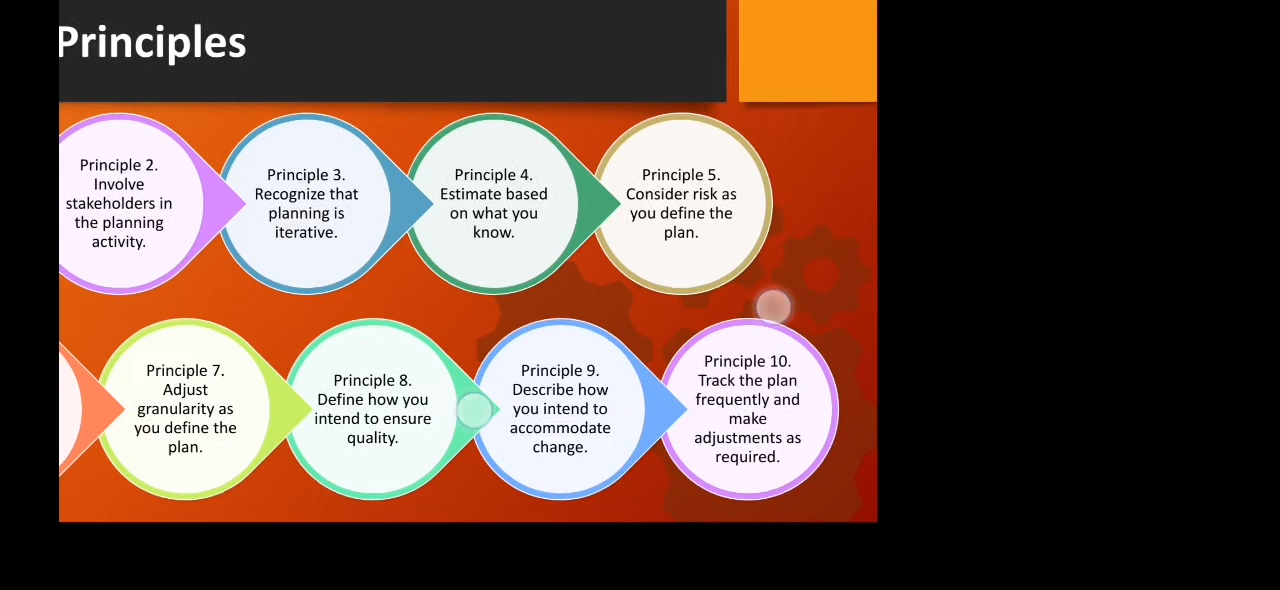 Principles
Principle 2.
Involve
stakeholders in
the planning
activity.
Principle 3.
Recognize that
planning is
iterative.
Principle 4.
Estimate based
on what you
know.
Principle 5.
Consider risk as
you define the
plan.
Principle 7.
Adjust
granularity as
you define the
plan.
Principle 8.
Define how you
intend to ensure
quality.
Principle 9.
Describe how
you intend to
accommodate
change.
Principle 10.
Track the plan
frequently and
make
adjustments as
required.